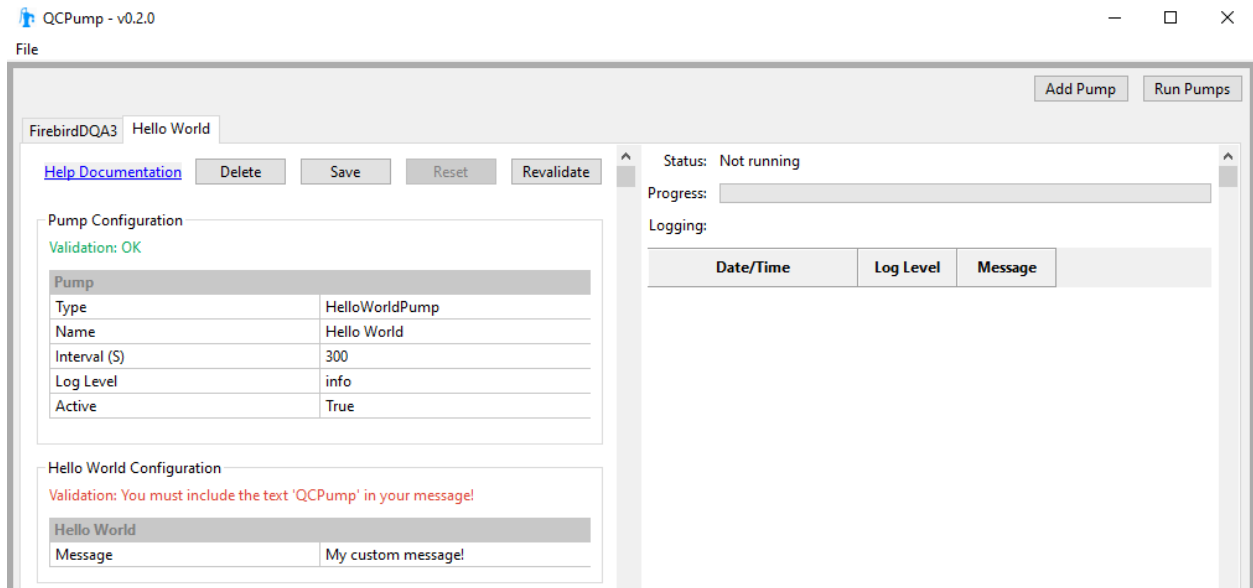 QCPump - v0.2.0
File
Add Pump Run Pumps
FirebirdDQA3 Hello World
Help Documentation Delete Save Reset Revalidate
Pump Configuration
Validation: OK
Pump
Type HelloWorldPump
Name Hello World
Interval (S) 300
Log Level info
Active True
Hello World Configuration
Validation: You must include the text 'QCPump' in your message!
Hello World
Message My custom message!
Status: Not running
Progress:
Logging:
Date/Time Log Level Message